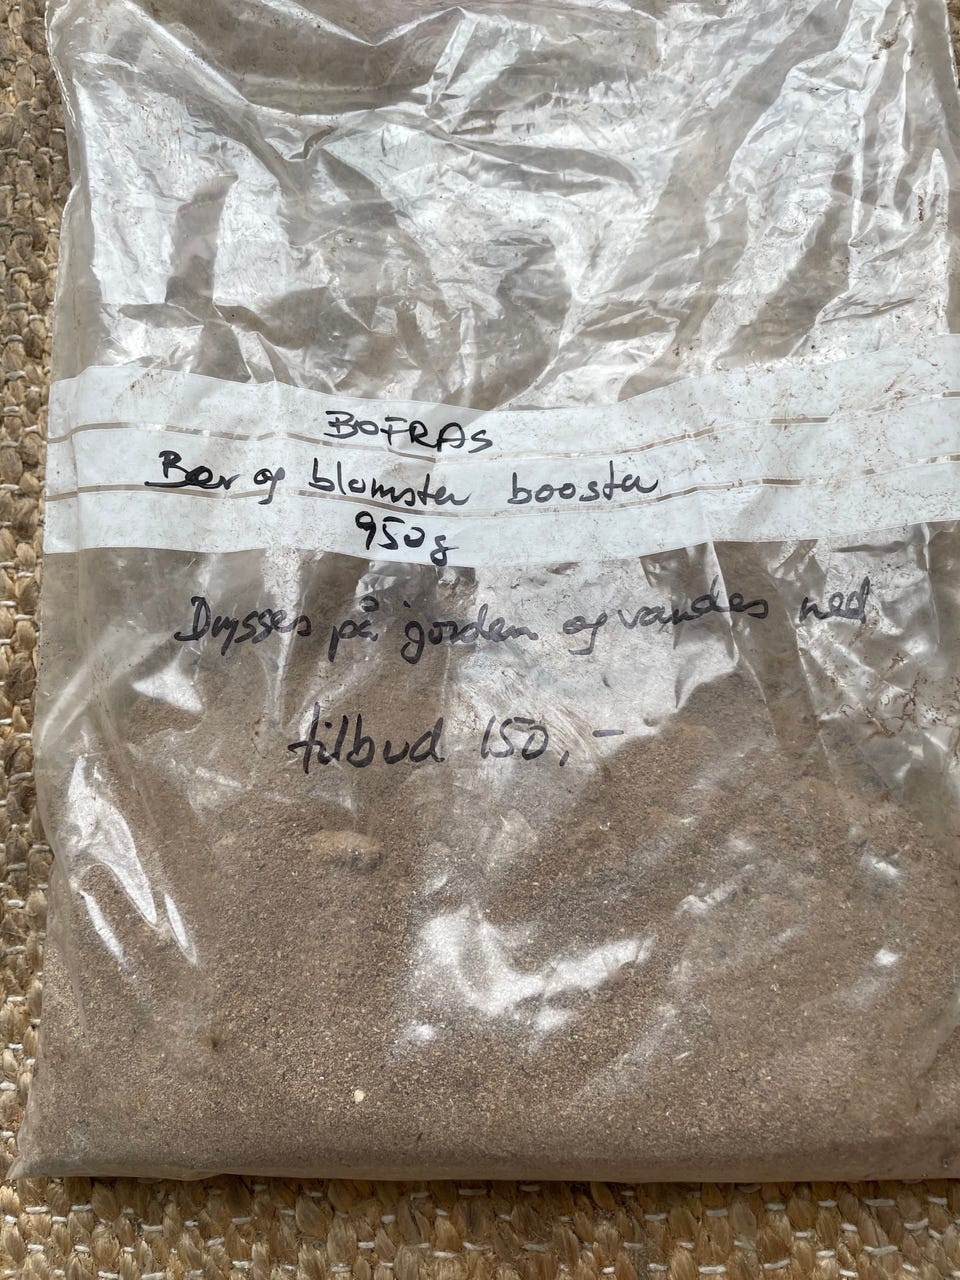 BOFRAS
Bær og blomster booster
950g
Drysses på jorden og vandes ned
tilbud 150,-